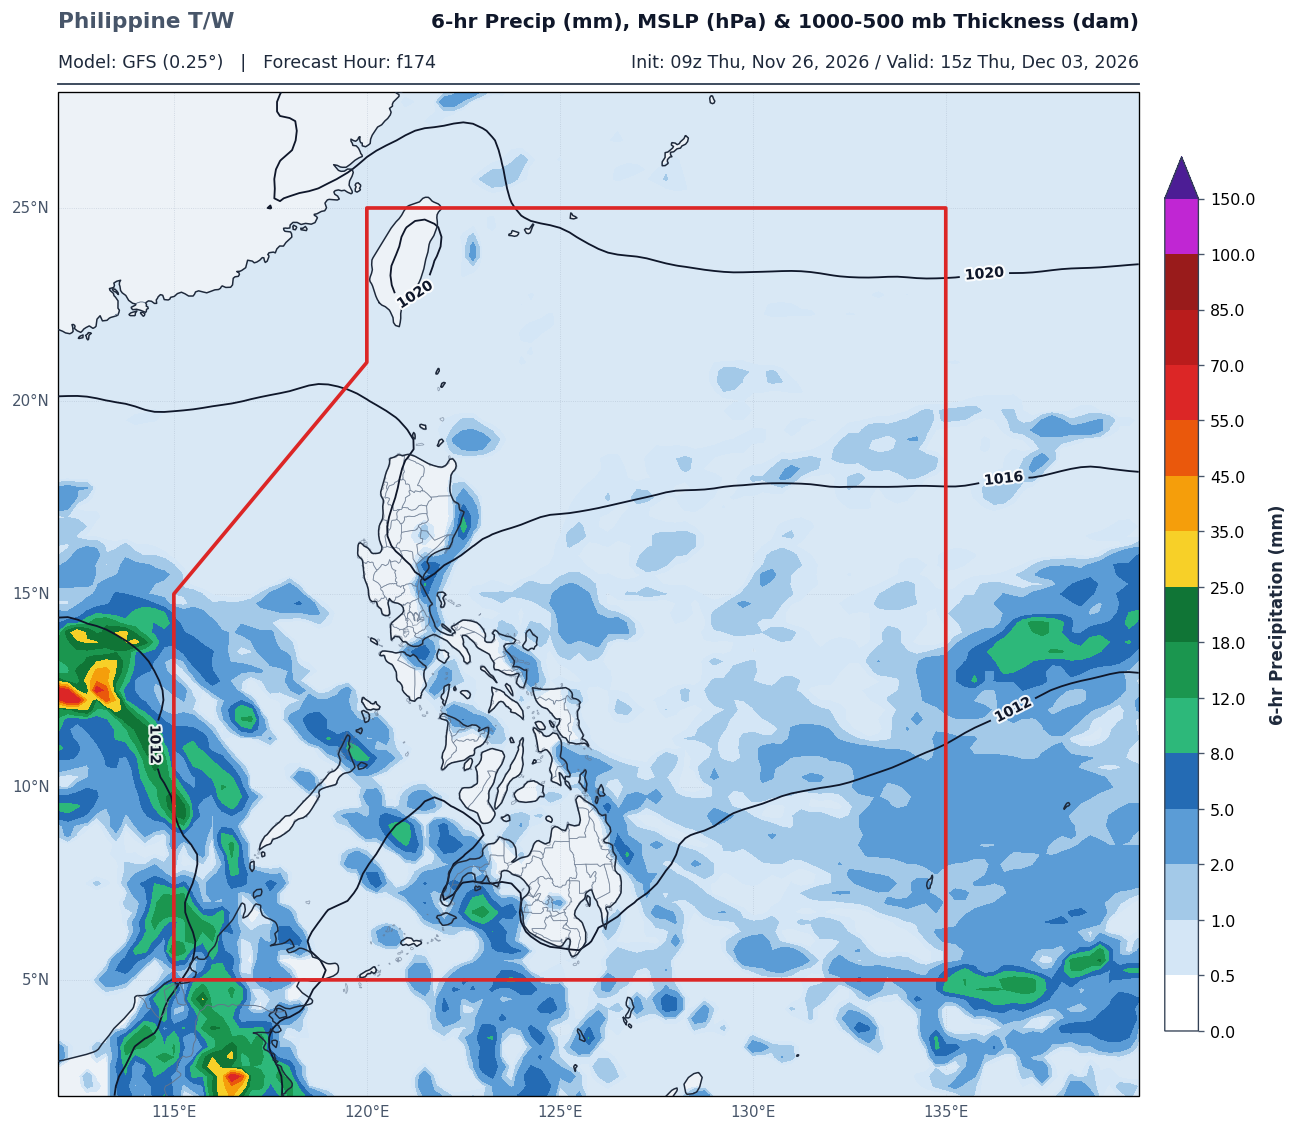 Philippine T/W
6-hr Precip (mm), MSLP (hPa) & 1000-500 mb Thickness (dam)
Model: GFS (0.25°) | Forecast Hour: f174
Init: 09z Thu, Nov 26, 2026 / Valid: 15z Thu, Dec 03, 2026
25°N
20°N
15°N
10°N
5°N
115°E
120°E
125°E
130°E
135°E
1020
1020
1016
1012
1012
150.0
100.0
85.0
70.0
55.0
45.0
35.0
25.0
18.0
12.0
8.0
5.0
2.0
1.0
0.5
0.0
6-hr Precipitation (mm)